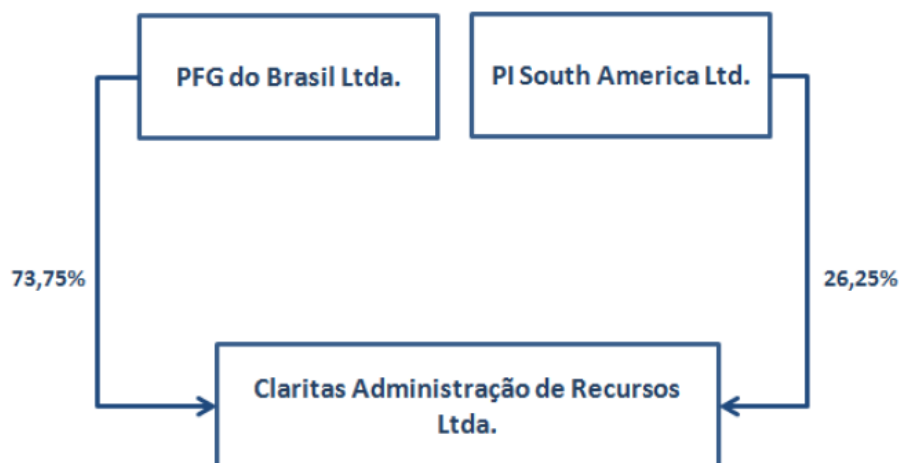 PFG do Brasil Ltda.
PI South America Ltd.
73,75%
26,25%
Claritas Administração de Recursos
Ltda.